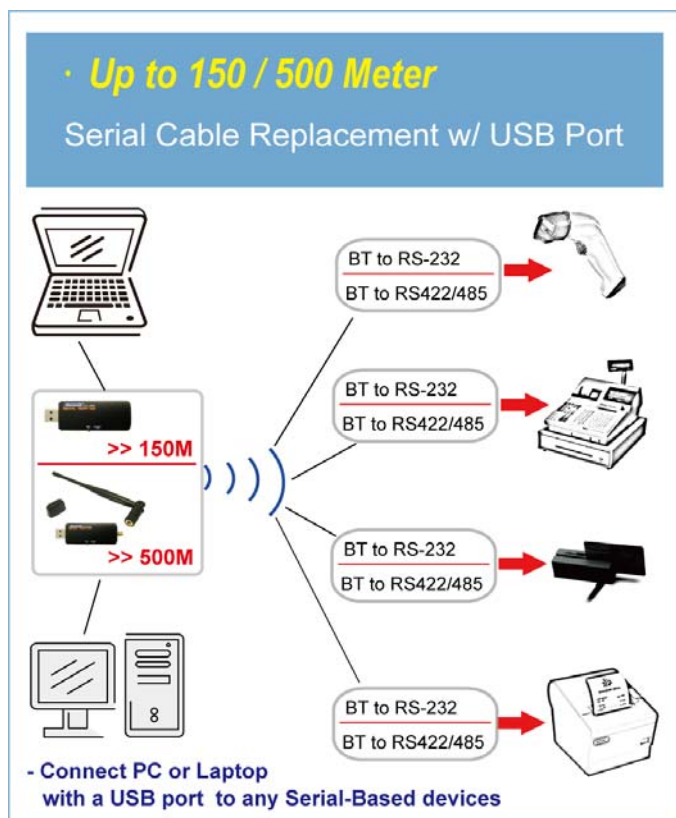 · Up to 150 / 500 Meter
Serial Cable Replacement w/ USB Port
BT to RS-232
BT to RS422/485
BT to RS-232
BT to RS422/485
>> 150M
>> 500M
BT to RS-232
BT to RS422/485
BT to RS-232
BT to RS422/485
- Connect PC or Laptop
with a USB port to any Serial-Based devices